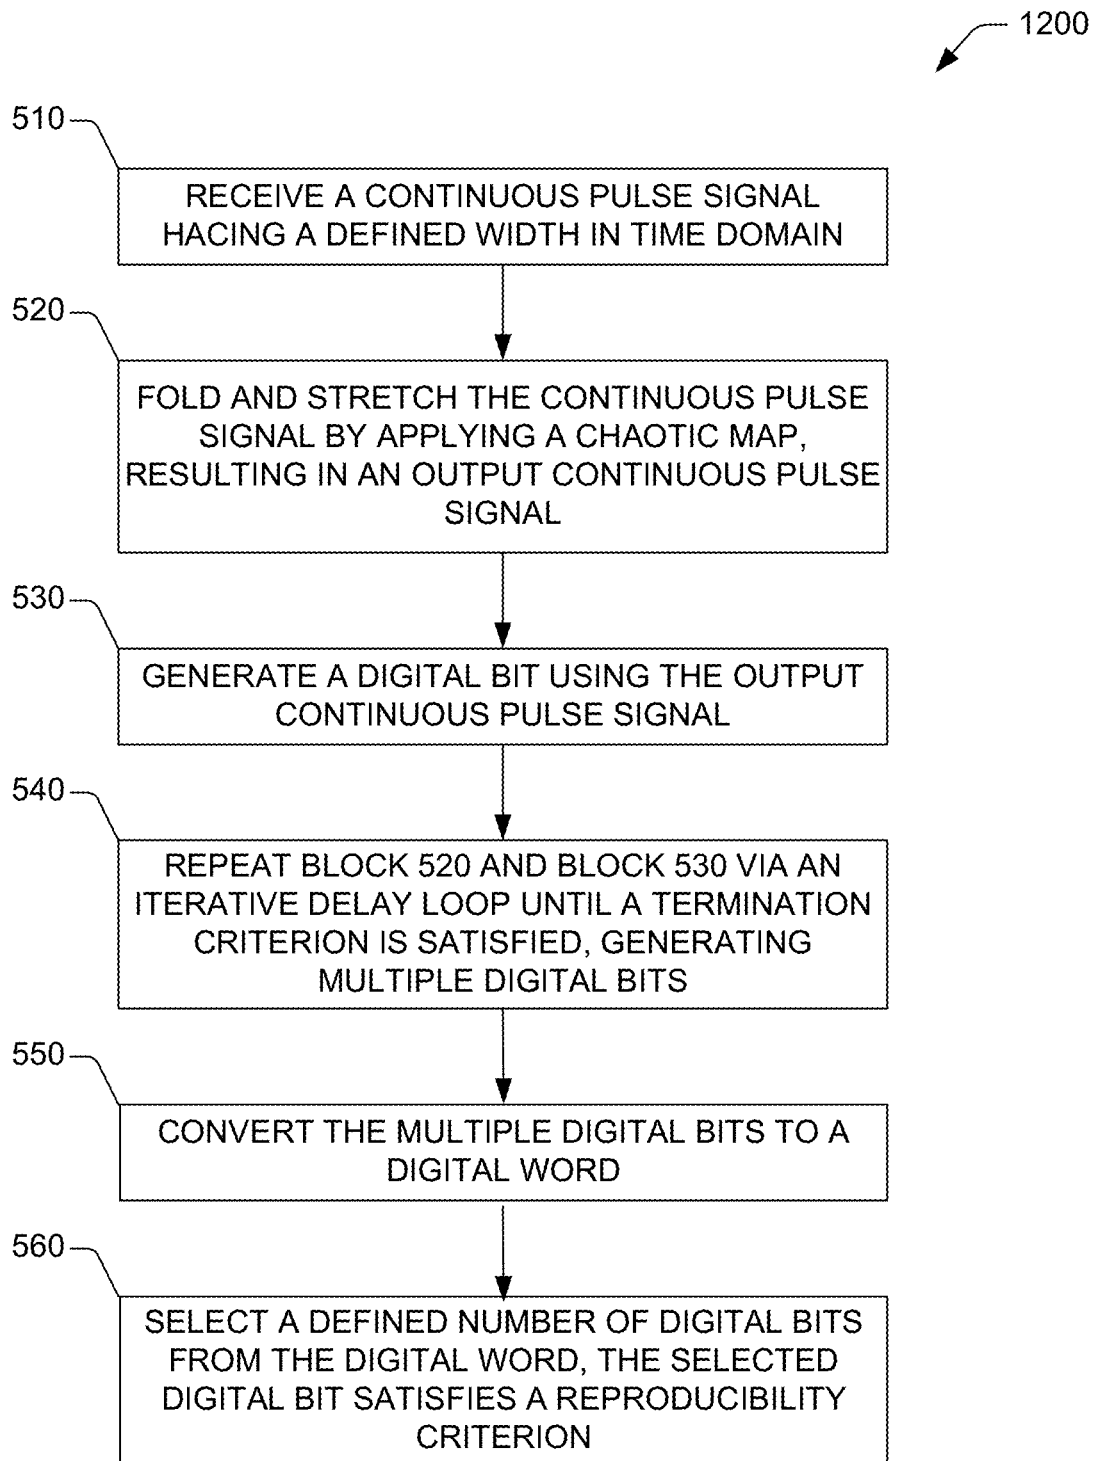 1200
510
RECEIVE A CONTINUOUS PULSE SIGNAL
HACING A DEFINED WIDTH IN TIME DOMAIN
520
FOLD AND STRETCH THE CONTINUOUS PULSE
SIGNAL BY APPLYING A CHAOTIC MAP,
RESULTING IN AN OUTPUT CONTINUOUS PULSE
SIGNAL
530
GENERATE A DIGITAL BIT USING THE OUTPUT
CONTINUOUS PULSE SIGNAL
540
REPEAT BLOCK 520 AND BLOCK 530 VIA AN
ITERATIVE DELAY LOOP UNTIL A TERMINATION
CRITERION IS SATISFIED, GENERATING
MULTIPLE DIGITAL BITS
550
CONVERT THE MULTIPLE DIGITAL BITS TO A
DIGITAL WORD
560
SELECT A DEFINED NUMBER OF DIGITAL BITS
FROM THE DIGITAL WORD, THE SELECTED
DIGITAL BIT SATISFIES A REPRODUCIBILITY
CRITERION